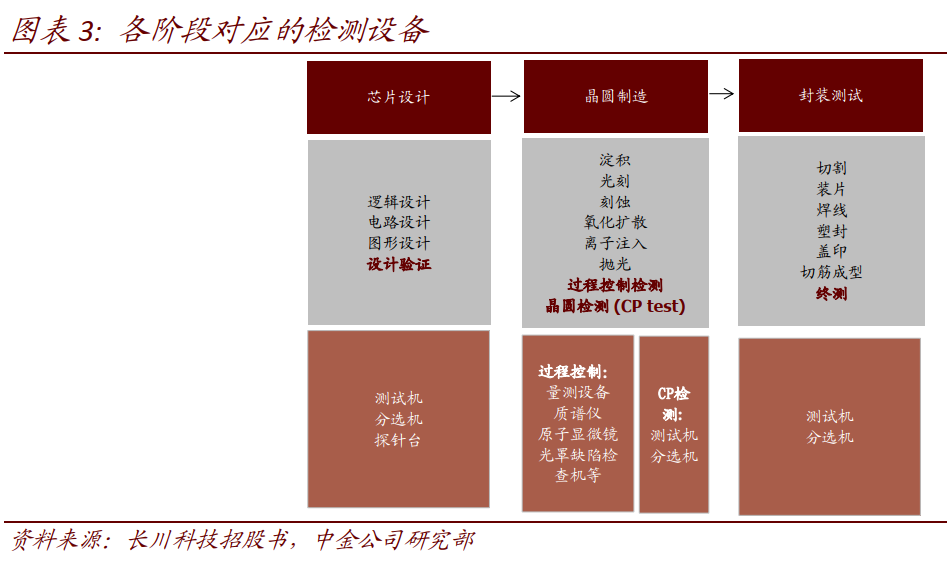 图表 3: 各阶段对应的检测设备
芯片设计
晶圆制造
封装测试
逻辑设计
电路设计
图形设计
设计验证
淀积
光刻
刻蚀
氧化扩散
离子注入
抛光
过程控制检测
晶圆检测 (CP test)
切割
装片
焊线
塑封
盖印
切筋成型
终测
测试机
分选机
探针台
过程控制:
量测设备
质谱仪
原子显微镜
光罩缺陷检
查机等
CP检
测:
测试机
分选机
测试机
分选机
资料来源：长川科技招股书，中金公司研究部